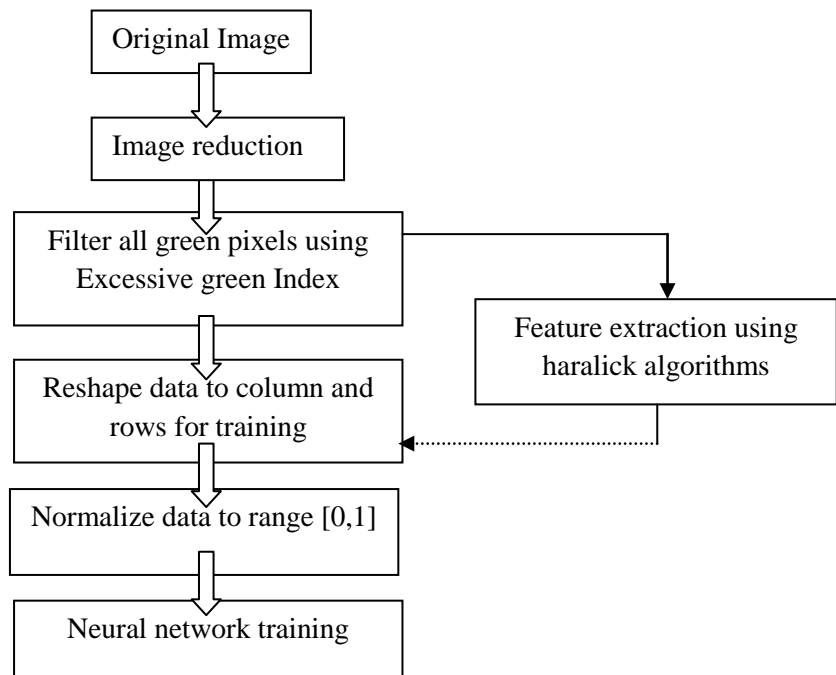 Original Image
Image reduction
Filter all green pixels using
Excessive green Index
Feature extraction using
haralick algorithms
Reshape data to column and
rows for training
Normalize data to range [0,1]
Neural network training